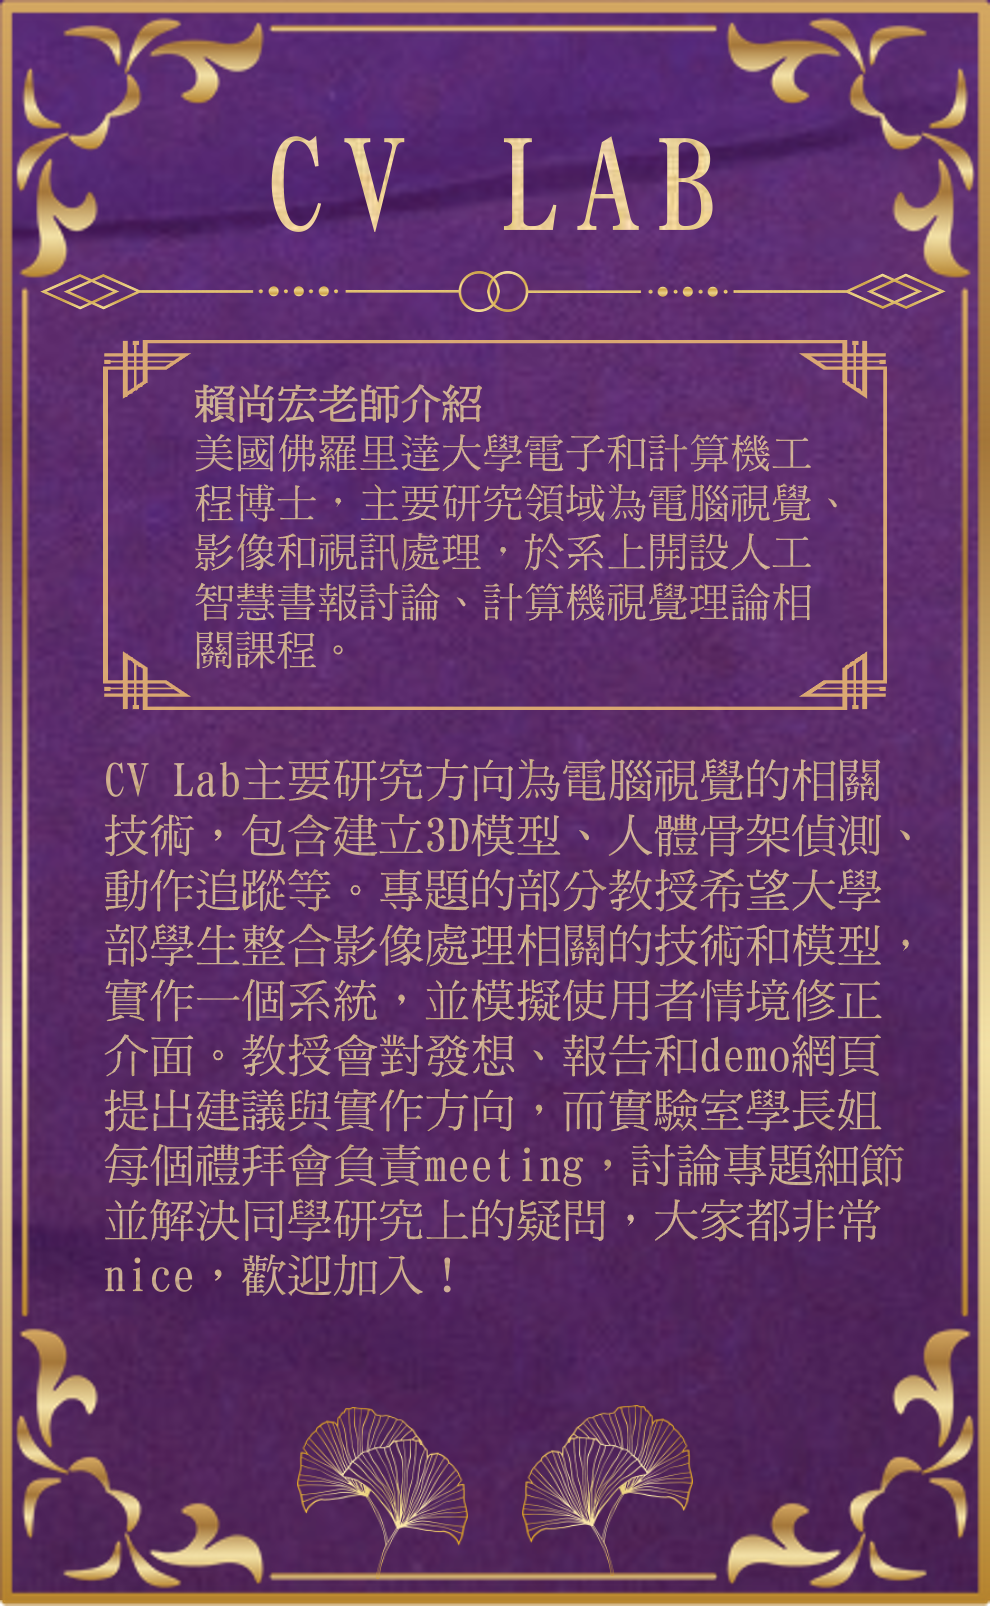 CV LAB
賴尚宏老師介紹
美國佛羅里達大學電子和計算機工
程博士，主要研究領域為電腦視覺、
影像和視訊處理，於系上開設人工
智慧書報討論、計算機視覺理論相
關課程。
CV Lab主要研究方向為電腦視覺的相關
技術，包含建立3D模型、人體骨架偵測、
動作追蹤等。專題的部分教授希望大學
部學生整合影像處理相關的技術和模型，
實作一個系統，並模擬使用者情境修正
介面。教授會對發想、報告和demo網頁
提出建議與實作方向，而實驗室學長姐
每個禮拜會負責meeting，討論專題細節
並解決同學研究上的疑問，大家都非常
nice，歡迎加入！